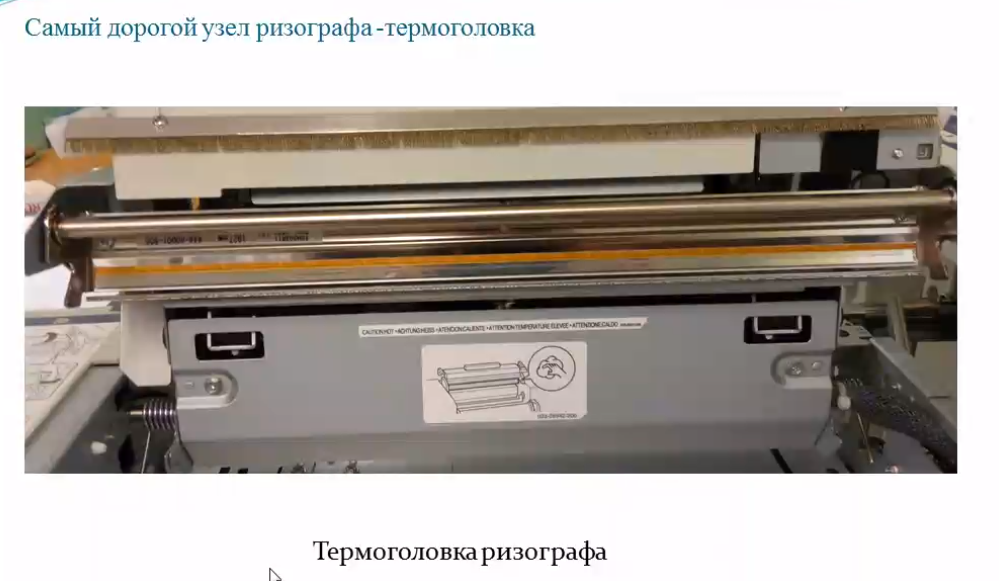 Самый дорогой узел ризографа-термоголовка
CAUTION HOT • ACHTUNG HEISS • ATENCION CALIENTE • ATTENTION TEMPERATURE ELEVEE • ATTENZIONE CALDO
Термоголовка ризографа